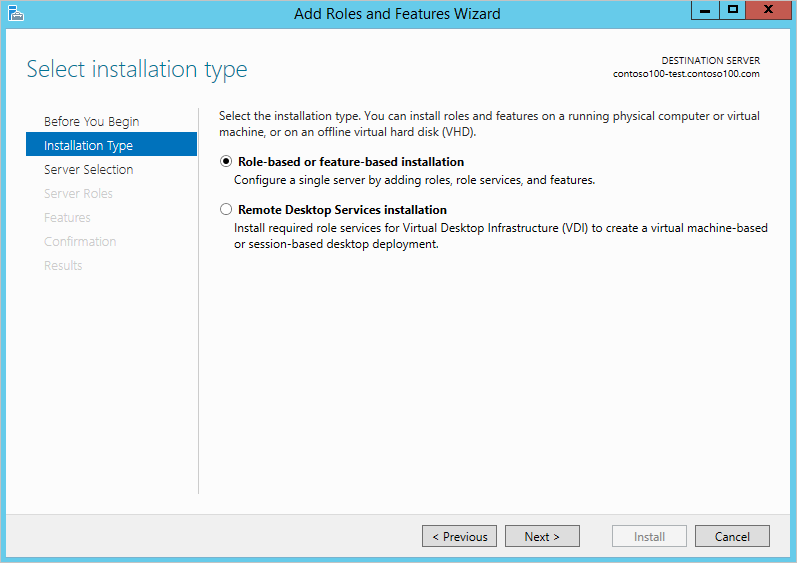 Add Roles and Features Wizard
Select installation type
DESTINATION SERVER
contoso100-test.contoso100.com
Before You Begin
Installation Type
Server Selection
Server Roles
Features
Confirmation
Results
Select the installation type. You can install roles and features on a running physical computer or virtual
machine, or on an offline virtual hard disk (VHD).
Role-based or feature-based installation
Configure a single server by adding roles, role services, and features.
Remote Desktop Services installation
Install required role services for Virtual Desktop Infrastructure (VDI) to create a virtual machine-based
or session-based desktop deployment.
< Previous
Next >
Install
Cancel